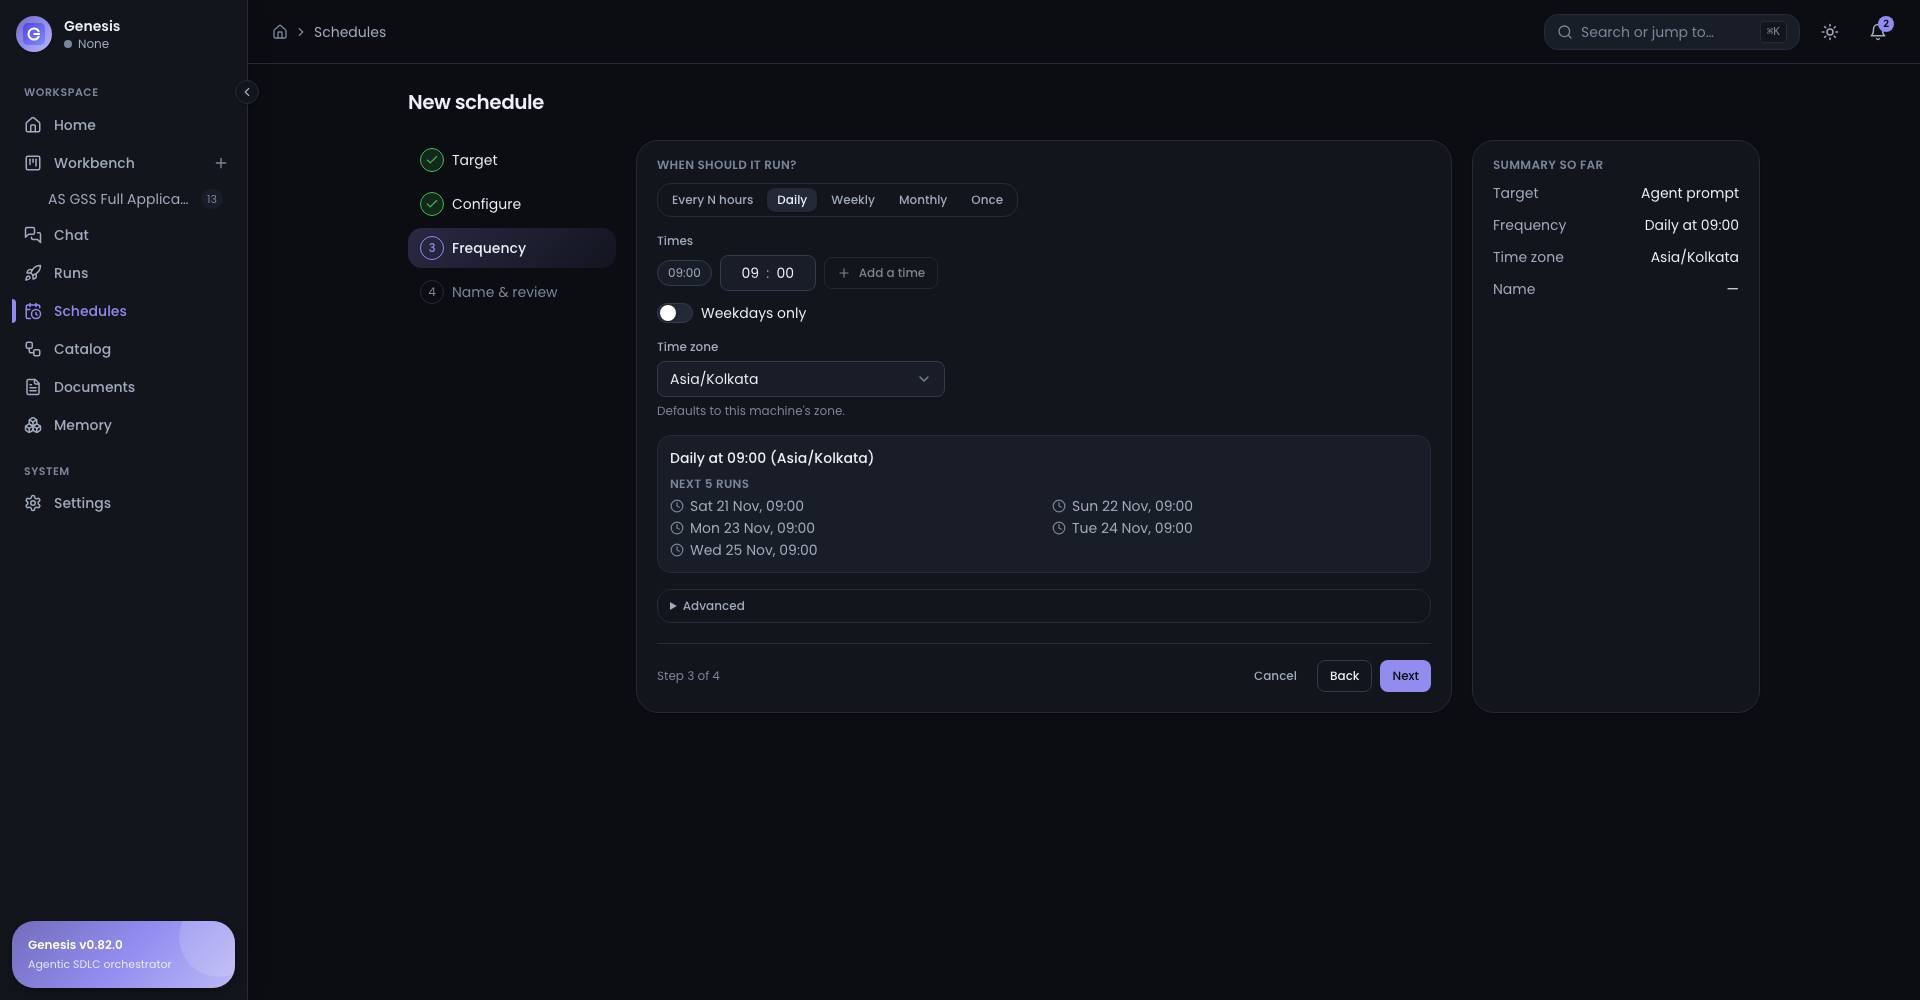 Genesis
None
Schedules
Search or jump to...
⌘K
2
WORKSPACE
Home
Workbench
AS GSS Full Applica...
13
Chat
Runs
Schedules
Catalog
Documents
Memory
SYSTEM
Settings
Genesis v0.82.0
Agentic SDLC orchestrator
New schedule
Target
Configure
3 Frequency
4 Name & review
WHEN SHOULD IT RUN?
Every N hours Daily Weekly Monthly Once
Times
09:00 09 : 00 + Add a time
Weekdays only
Time zone
Asia/Kolkata
Defaults to this machine's zone.
Daily at 09:00 (Asia/Kolkata)
NEXT 5 RUNS
Sat 21 Nov, 09:00 Sun 22 Nov, 09:00
Mon 23 Nov, 09:00 Tue 24 Nov, 09:00
Wed 25 Nov, 09:00
Advanced
Step 3 of 4 Cancel Back Next
SUMMARY SO FAR
Target Agent prompt
Frequency Daily at 09:00
Time zone Asia/Kolkata
Name —